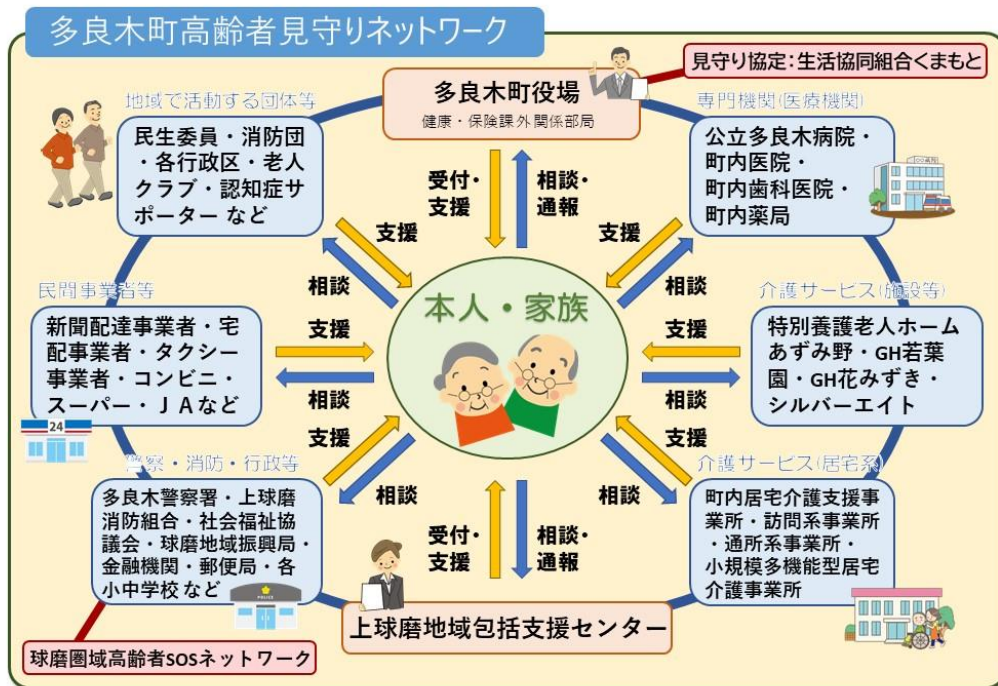 多良木町高齢者見守りネットワーク
見守り協定:生活協同組合くまもと
多良木町役場
健康・保険課外関係部局
地域で活動する団体等
民生委員・消防団
・各行政区・老人
クラブ・認知症サ
ポーター など
専門機関(医療機関)
公立多良木病院・
町内医院・
町内歯科医院・
町内薬局
受付・
支援
相談・
通報
支援
相談
支援
相談
民間事業者等
新聞配達事業者・宅
配事業者・タクシー
事業者・コンビニ・
スーパー・ＪＡなど
24
支援
相談
本人・家族
介護サービス(施設等)
特別養護老人ホーム
あずみ野・GH若葉
園・GH花みずき・
シルバーエイト
支援
相談
警察・消防・行政等
多良木警察署・上球磨
消防組合・社会福祉協
議会・球磨地域振興局・
金融機関・郵便局・各
小中学校 など
POLICE
支援
相談
受付・
支援
相談・
通報
支援
相談
介護サービス(居宅系)
町内居宅介護支援事
業所・訪問系事業所
・通所系事業所・
小規模多機能型居宅
介護事業所
上球磨地域包括支援センター
球磨圏域高齢者SOSネットワーク